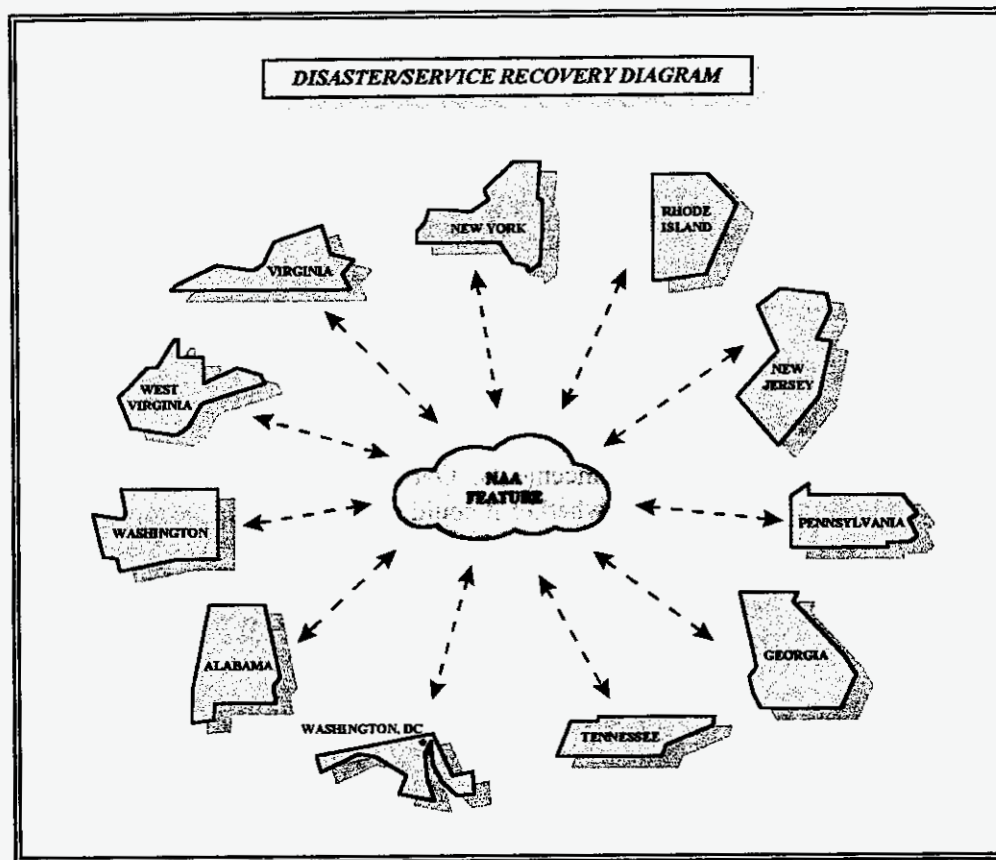 DISASTER/SERVICE RECOVERY DIAGRAM
NEW YORK
RHODE
ISLAND
VIRGINIA
NEW
JERSEY
WEST
VIRGINIA
NAA
FEATURE
WASHINGTON
PENNSYLVANIA
ALABAMA
GEORGIA
WASHINGTON, DC
TENNESSEE